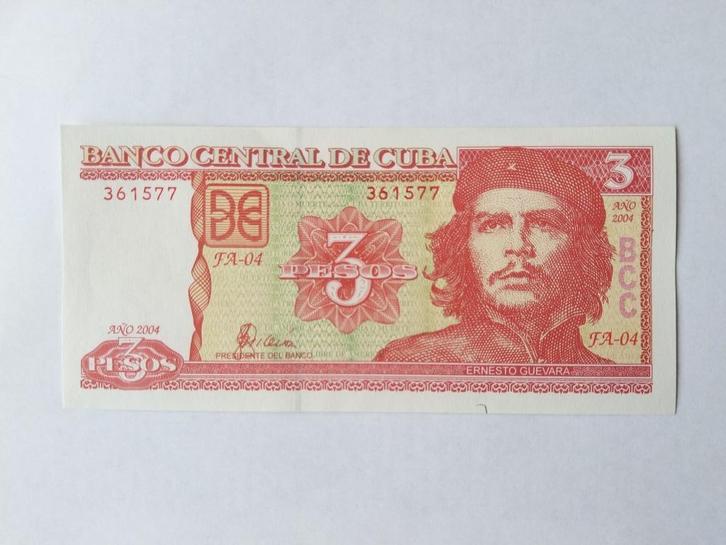 BANCO CENTRAL DE CUBA
3
361577
361577
AÑO
2004
BCC
FA-04
3
PESOS
FA-04
AÑO 2004
3
PESOS
PRESIDENTE DEL BANCO
ERNESTO GUEVARA